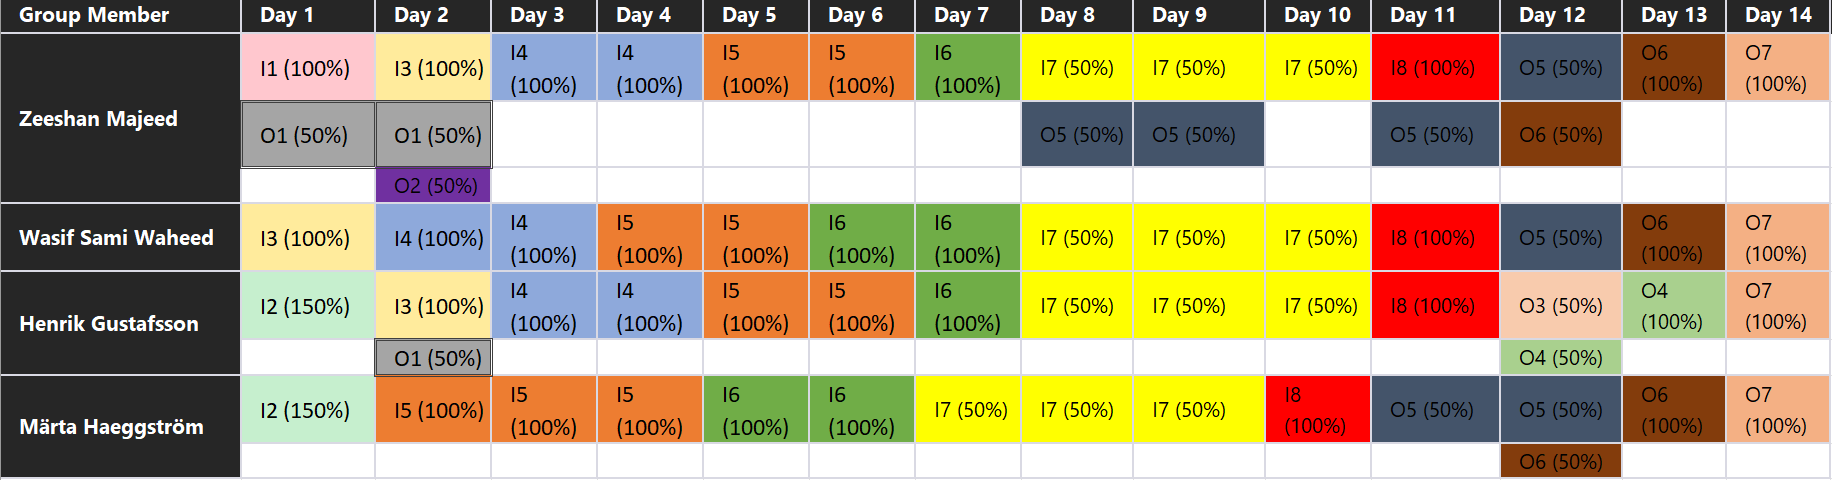 Group Member Day 1 Day 2 Day 3 Day 4 Day 5 Day 6 Day 7 Day 8 Day 9 Day 10 Day 11 Day 12 Day 13 Day 14
Zeeshan Majeed
I1 (100%) I3 (100%) I4 (100%) I4 (100%) I5 (100%) I5 (100%) I6 (100%) I7 (50%) I7 (50%) I7 (50%) I8 (100%) O5 (50%) O6 (100%) O7 (100%)
O1 (50%) O1 (50%) O5 (50%) O5 (50%) O5 (50%) O6 (50%)
O2 (50%)
Wasif Sami Waheed I3 (100%) I4 (100%) I4 (100%) I5 (100%) I5 (100%) I6 (100%) I6 (100%) I7 (50%) I7 (50%) I7 (50%) I8 (100%) O5 (50%) O6 (100%) O7 (100%)
Henrik Gustafsson
I2 (150%) I3 (100%) I4 (100%) I4 (100%) I5 (100%) I5 (100%) I6 (100%) I7 (50%) I7 (50%) I7 (50%) I8 (100%) O3 (50%) O4 (100%) O7 (100%)
O1 (50%) O4 (50%)
Märta Haeggström
I2 (150%) I5 (100%) I5 (100%) I5 (100%) I6 (100%) I6 (100%) I7 (50%) I7 (50%) I7 (50%) I8 (100%) O5 (50%) O5 (50%) O6 (100%) O7 (100%)
O6 (50%)